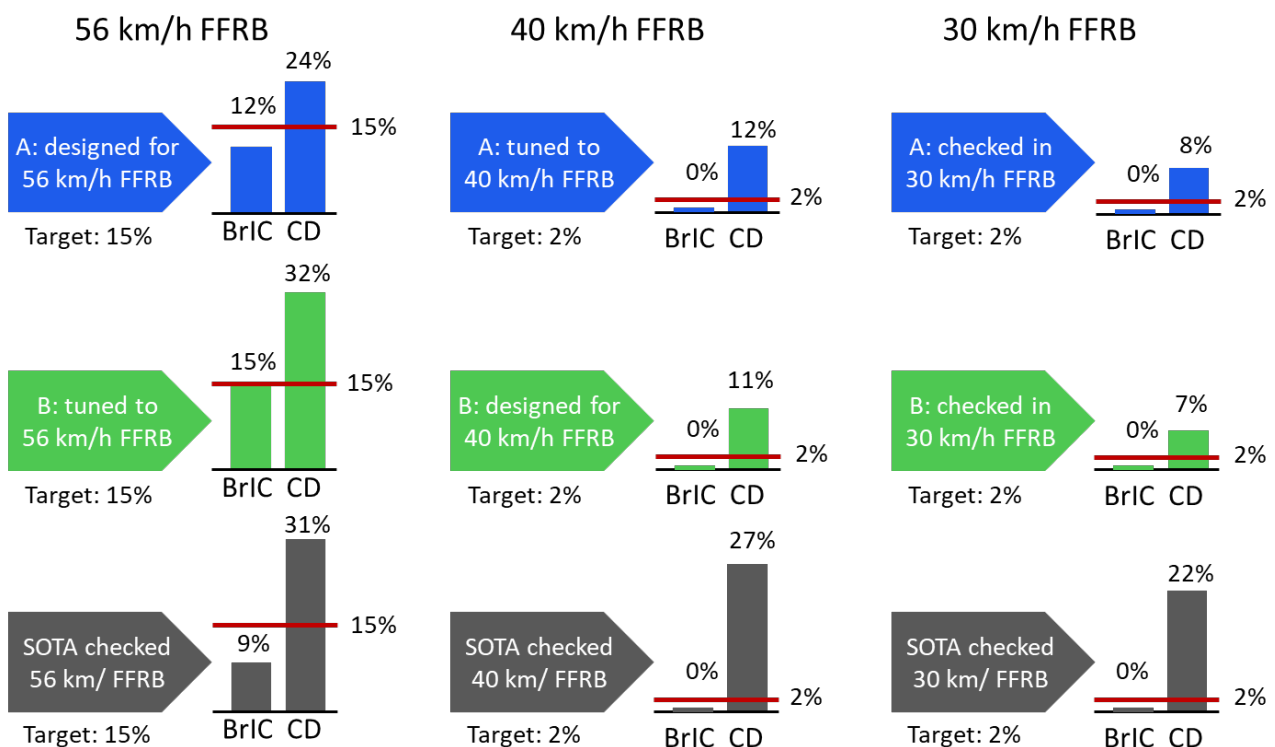 56 km/h FFRB
40 km/h FFRB
30 km/h FFRB
24%
12%
15%
A: designed for
56 km/h FFRB
Target: 15%
BrIC CD
12%
0%
2%
A: tuned to
40 km/h FFRB
Target: 2%
BrIC CD
8%
0%
2%
A: checked in
30 km/h FFRB
Target: 2%
BrIC CD
32%
15%
15%
B: tuned to
56 km/h FFRB
Target: 15%
BrIC CD
11%
0%
2%
B: designed for
40 km/h FFRB
Target: 2%
BrIC CD
7%
0%
2%
B: checked in
30 km/h FFRB
Target: 2%
BrIC CD
31%
9%
15%
SOTA checked
56 km/ FFRB
Target: 15%
BrIC CD
27%
0%
2%
SOTA checked
40 km/ FFRB
Target: 2%
BrIC CD
22%
0%
2%
SOTA checked
30 km/ FFRB
Target: 2%
BrIC CD